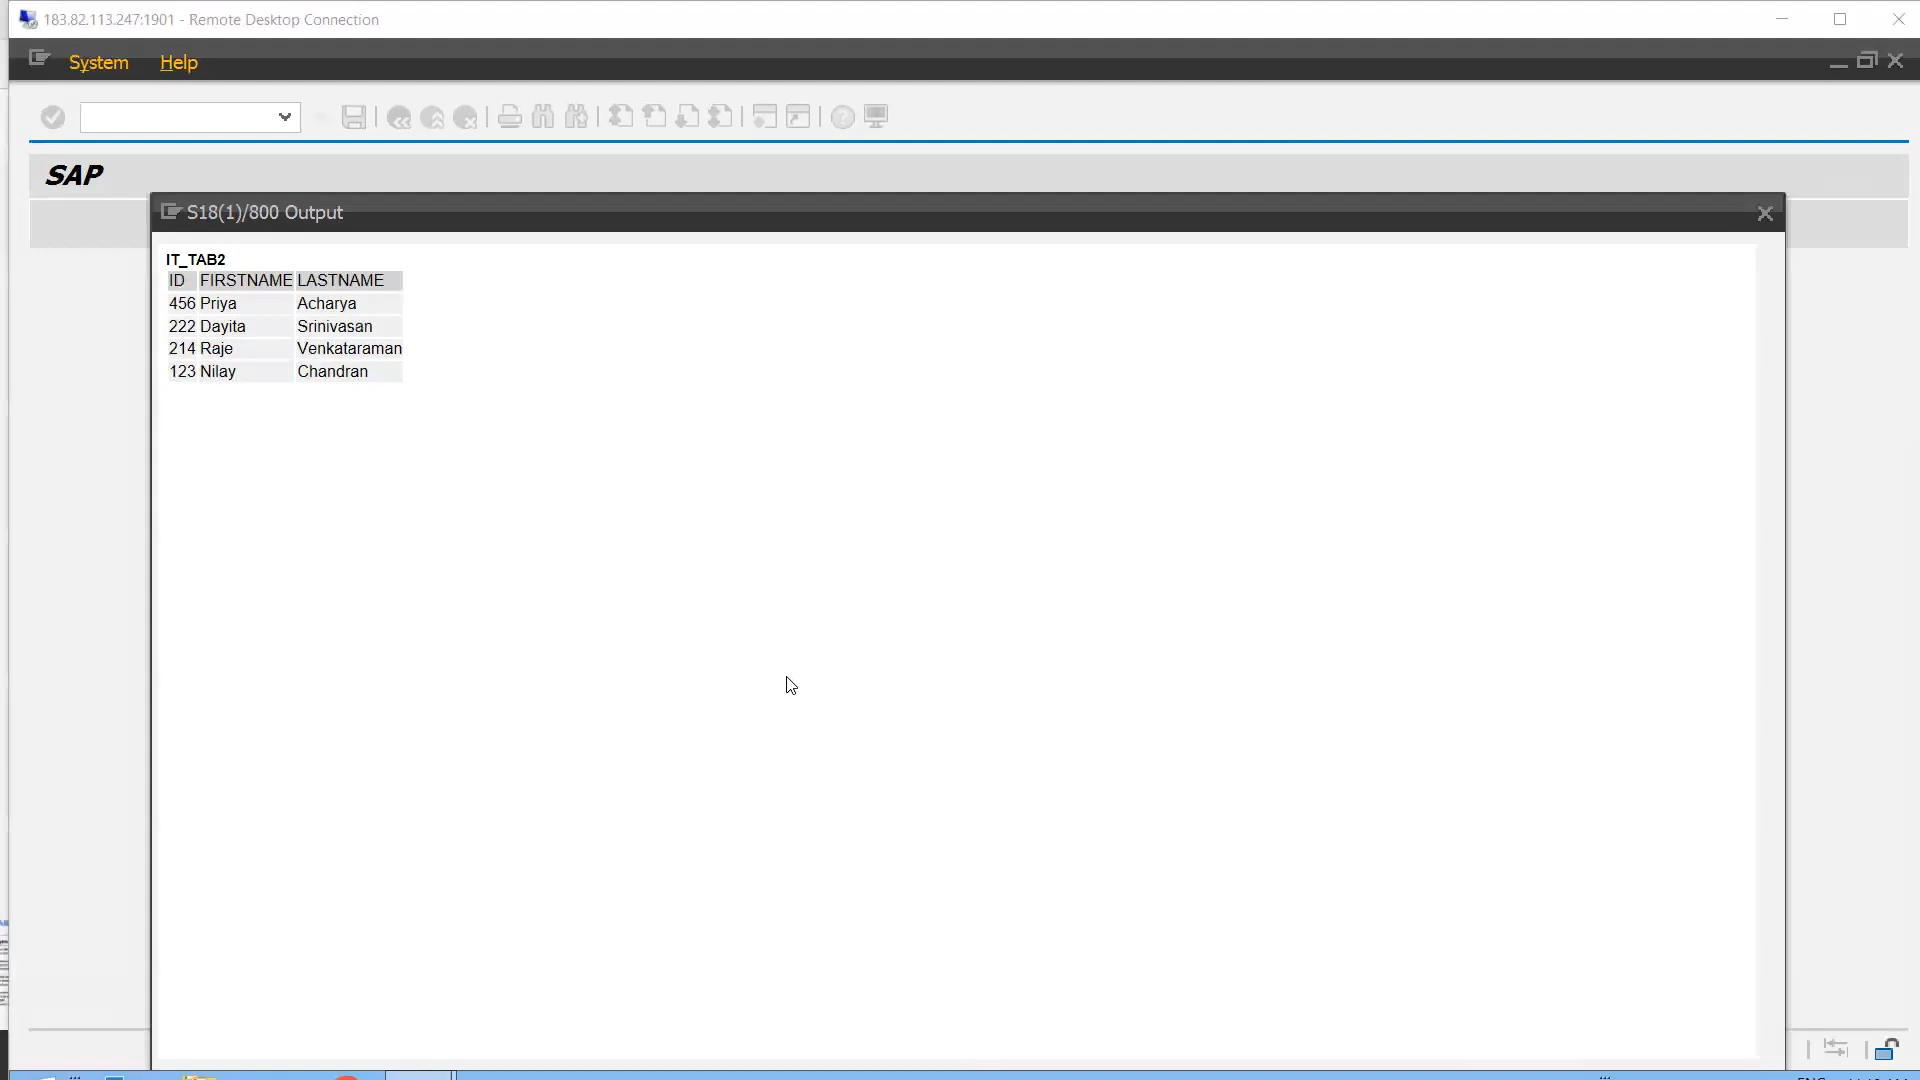 183.82.113.247:1901 - Remote Desktop Connection
System Help
SAP
S18(1)/800 Output
IT_TAB2
ID FIRSTNAME LASTNAME
456 Priya Acharya
222 Dayita Srinivasan
214 Raje Venkataraman
123 Nilay Chandran